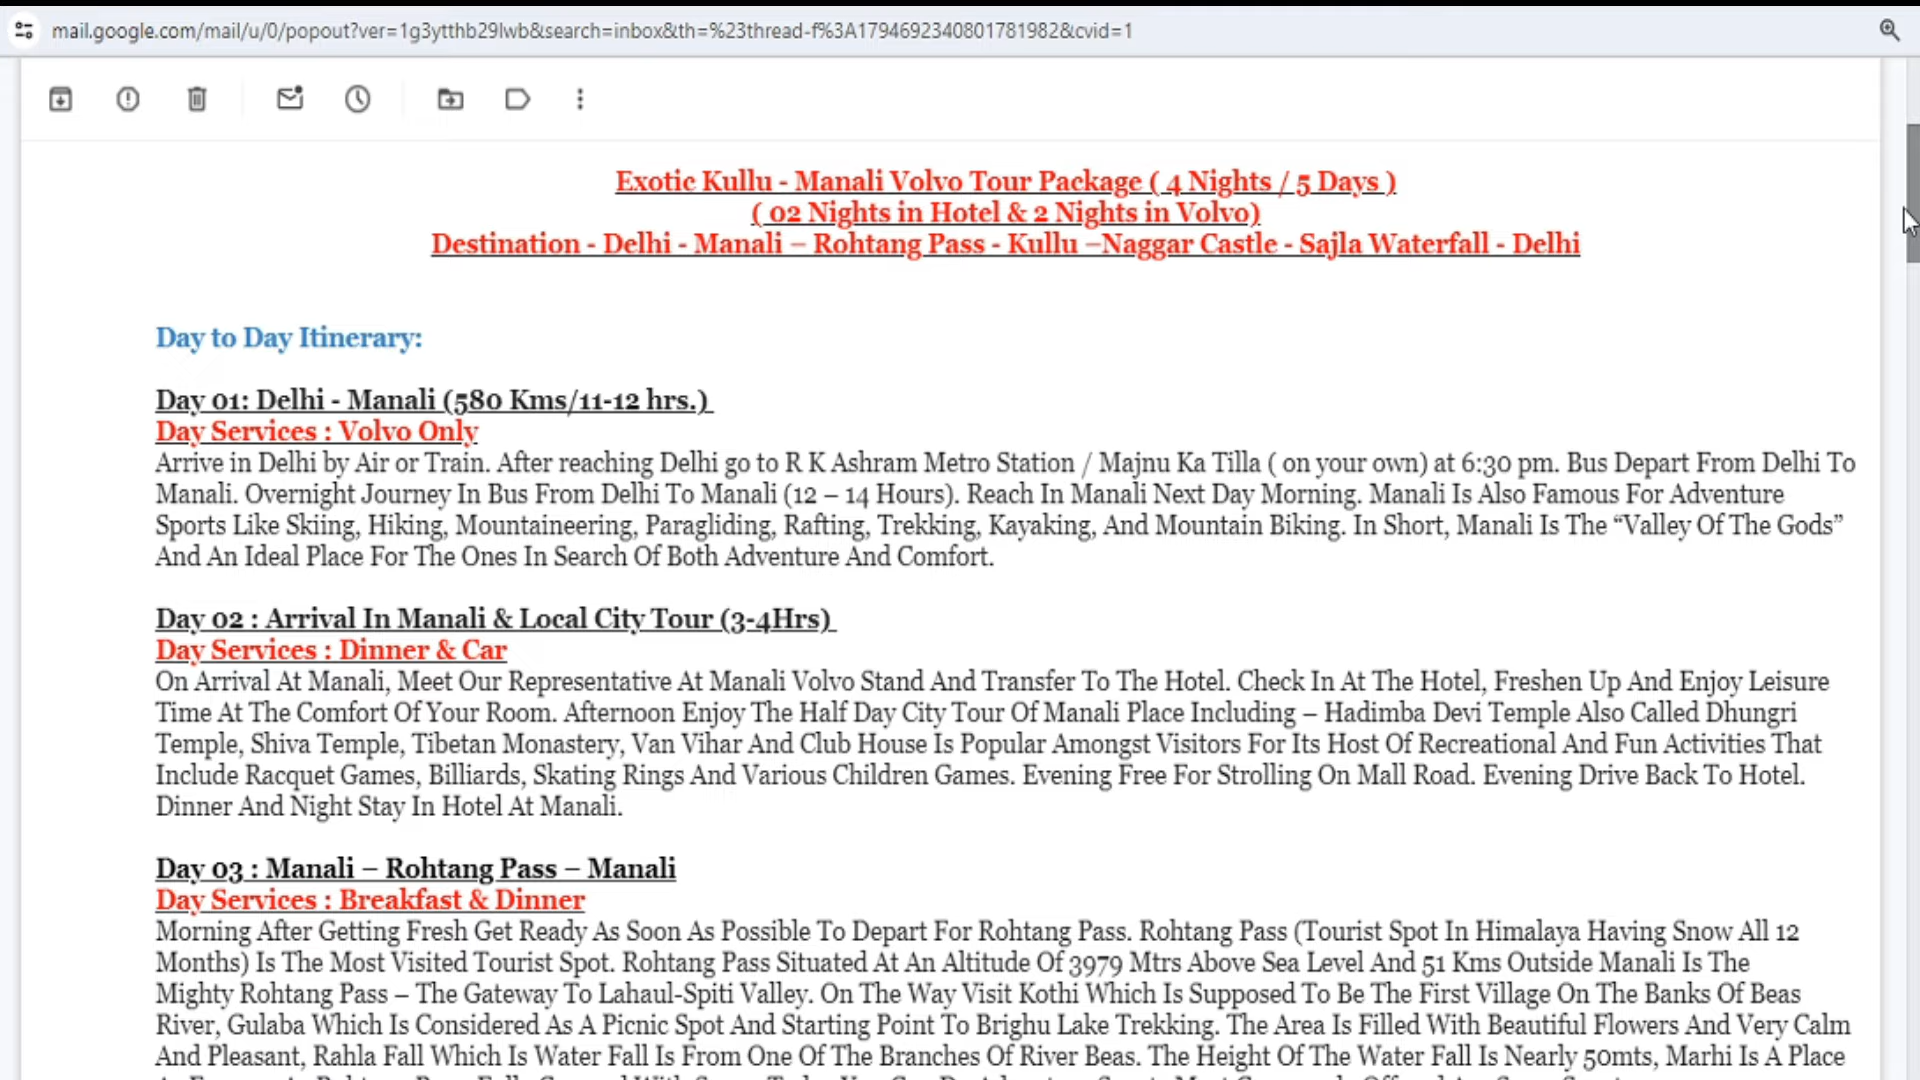 mail.google.com/mail/u/0/popout?ver=1g3ytthb29lwb&search=inbox&th=%23thread-f%3A1794692340801781982&cvid=1
Exotic Kullu - Manali Volvo Tour Package ( 4 Nights / 5 Days )
( 02 Nights in Hotel & 2 Nights in Volvo)
Destination - Delhi - Manali – Rohtang Pass - Kullu –Naggar Castle - Sajla Waterfall - Delhi
Day to Day Itinerary:
Day 01: Delhi - Manali (580 Kms/11-12 hrs.)
Day Services : Volvo Only
Arrive in Delhi by Air or Train. After reaching Delhi go to R K Ashram Metro Station / Majnu Ka Tilla ( on your own) at 6:30 pm. Bus Depart From Delhi To
Manali. Overnight Journey In Bus From Delhi To Manali (12 – 14 Hours). Reach In Manali Next Day Morning. Manali Is Also Famous For Adventure
Sports Like Skiing, Hiking, Mountaineering, Paragliding, Rafting, Trekking, Kayaking, And Mountain Biking. In Short, Manali Is The “Valley Of The Gods”
And An Ideal Place For The Ones In Search Of Both Adventure And Comfort.
Day 02 : Arrival In Manali & Local City Tour (3-4Hrs)
Day Services : Dinner & Car
On Arrival At Manali, Meet Our Representative At Manali Volvo Stand And Transfer To The Hotel. Check In At The Hotel, Freshen Up And Enjoy Leisure
Time At The Comfort Of Your Room. Afternoon Enjoy The Half Day City Tour Of Manali Place Including – Hadimba Devi Temple Also Called Dhungri
Temple, Shiva Temple, Tibetan Monastery, Van Vihar And Club House Is Popular Amongst Visitors For Its Host Of Recreational And Fun Activities That
Include Racquet Games, Billiards, Skating Rings And Various Children Games. Evening Free For Strolling On Mall Road. Evening Drive Back To Hotel.
Dinner And Night Stay In Hotel At Manali.
Day 03 : Manali – Rohtang Pass – Manali
Day Services : Breakfast & Dinner
Morning After Getting Fresh Get Ready As Soon As Possible To Depart For Rohtang Pass. Rohtang Pass (Tourist Spot In Himalaya Having Snow All 12
Months) Is The Most Visited Tourist Spot. Rohtang Pass Situated At An Altitude Of 3979 Mtrs Above Sea Level And 51 Kms Outside Manali Is The
Mighty Rohtang Pass – The Gateway To Lahaul-Spiti Valley. On The Way Visit Kothi Which Is Supposed To Be The First Village On The Banks Of Beas
River, Gulaba Which Is Considered As A Picnic Spot And Starting Point To Brighu Lake Trekking. The Area Is Filled With Beautiful Flowers And Very Calm
And Pleasant, Rahla Fall Which Is Water Fall Is From One Of The Branches Of River Beas. The Height Of The Water Fall Is Nearly 50mts, Marhi Is A Place